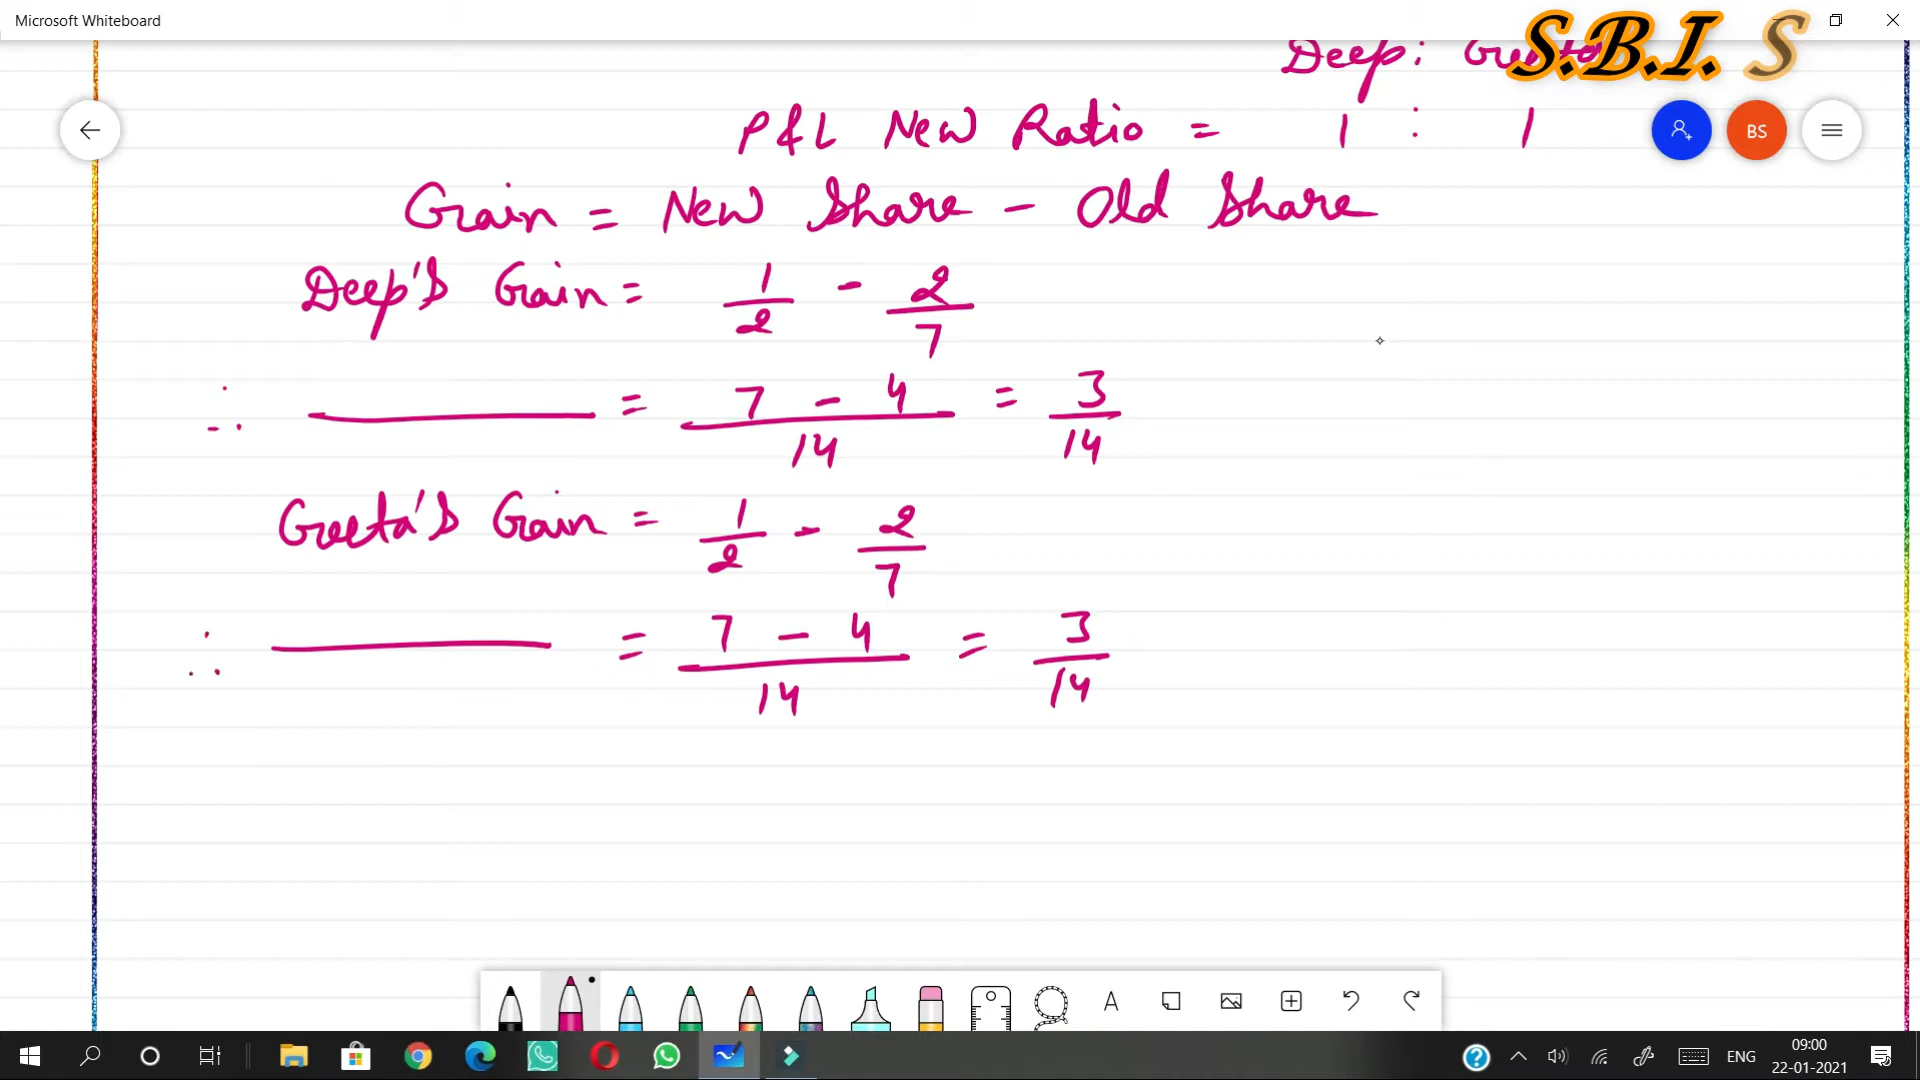 Microsoft Whiteboard
S.B.I. S
Deep : Geeta
P&L New Ratio = 1 : 1
BS
Gain = New Share - Old Share
Deep's Gain = 1/2 - 2/7
∴ ——— = 7 - 4/14 = 3/14
Geeta's Gain = 1/2 - 2/7
∴ ——— = 7 - 4/14 = 3/14
A
ENG
09:00
22-01-2021